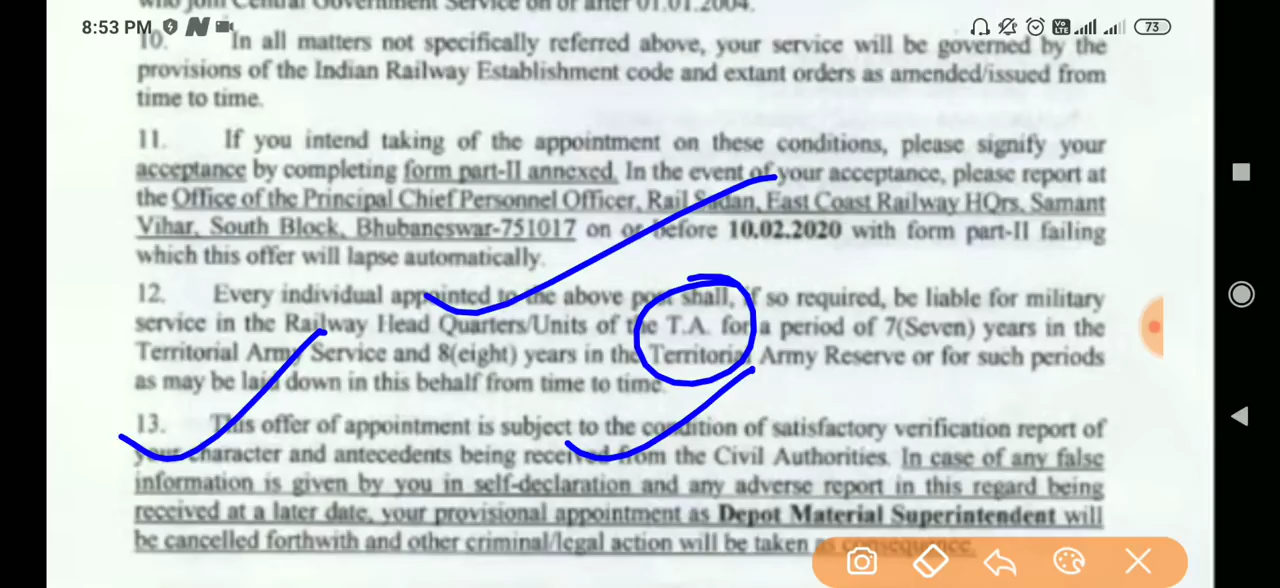 who join Central Government Service on or after 01.01.2004.
8:53 PM
73
10. In all matters not specifically referred above, your service will be governed by the
provisions of the Indian Railway Establishment code and extant orders as amended/issued from
time to time.
11. If you intend taking of the appointment on these conditions, please signify your
acceptance by completing form part-II annexed. In the event of your acceptance, please report at
the Office of the Principal Chief Personnel Officer, Rail Sadan, East Coast Railway HQrs, Samant
Vihar, South Block, Bhubaneswar-751017 on or before 10.02.2020 with form part-II failing
which this offer will lapse automatically.
12. Every individual appointed to the above post shall, if so required, be liable for military
service in the Railway Head Quarters/Units of the T.A. for a period of 7(Seven) years in the
Territorial Army Service and 8(eight) years in the Territorial Army Reserve or for such periods
as may be laid down in this behalf from time to time.
13. This offer of appointment is subject to the condition of satisfactory verification report of
your character and antecedents being received from the Civil Authorities. In case of any false
information is given by you in self-declaration and any adverse report in this regard being
received at a later date, your provisional appointment as Depot Material Superintendent will
be cancelled forthwith and other criminal/legal action will be taken as consequence.